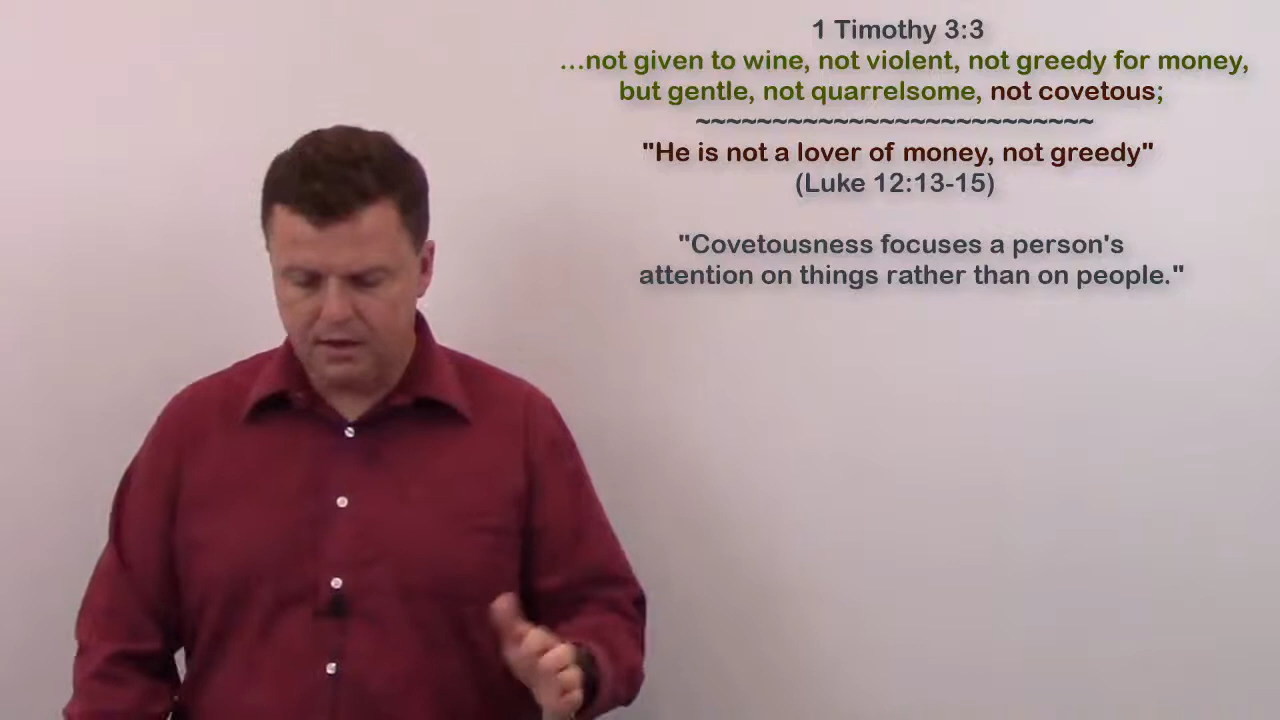 1 Timothy 3:3
...not given to wine, not violent, not greedy for money,
but gentle, not quarrelsome, not covetous;
~~~~~~~~~~~~~~~~~~~~~~~~~~
"He is not a lover of money, not greedy"
(Luke 12:13-15)
"Covetousness focuses a person's
attention on things rather than on people."